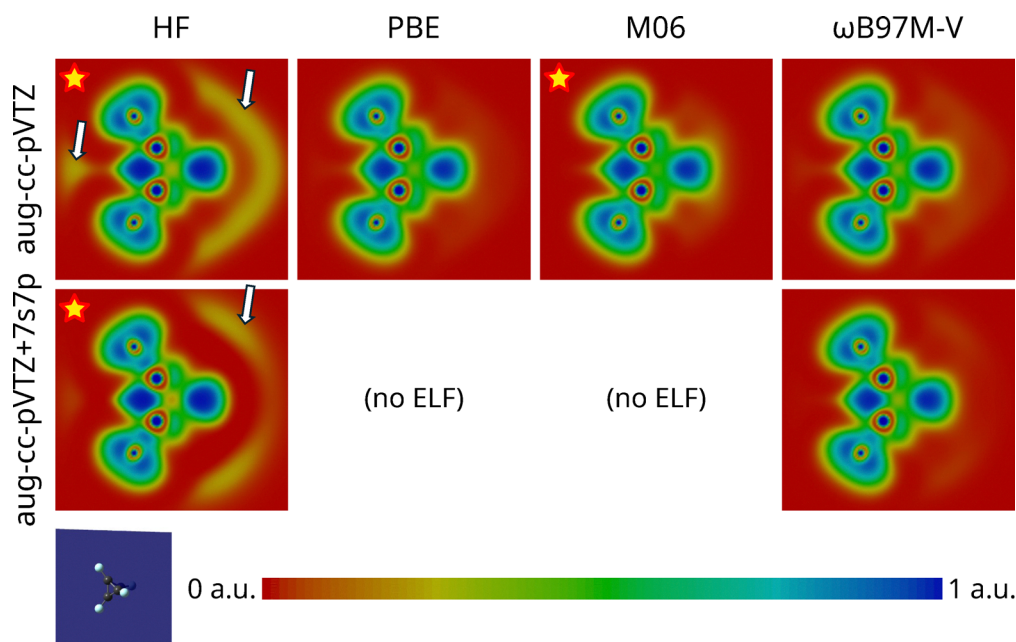 HF
PBE
M06
ωB97M-V
aug-cc-pVTZ
aug-cc-pVTZ+7s7p
(no ELF)
(no ELF)
0 a.u.
1 a.u.